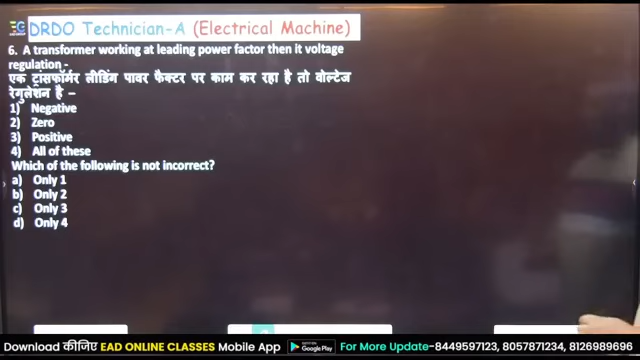 DRDO Technician-A (Electrical Machine)
6. A transformer working at leading power factor then it voltage
regulation -
एक ट्रांसफॉर्मर लीडिंग पावर फैक्टर पर काम कर रहा है तो वोल्टेज
रेगुलेशन है –
1) Negative
2) Zero
3) Positive
4) All of these
Which of the following is not incorrect?
a) Only 1
b) Only 2
c) Only 3
d) Only 4
Download कीजिए EAD ONLINE CLASSES Mobile App Google Play For More Update-8449597123, 8057871234, 8126989696